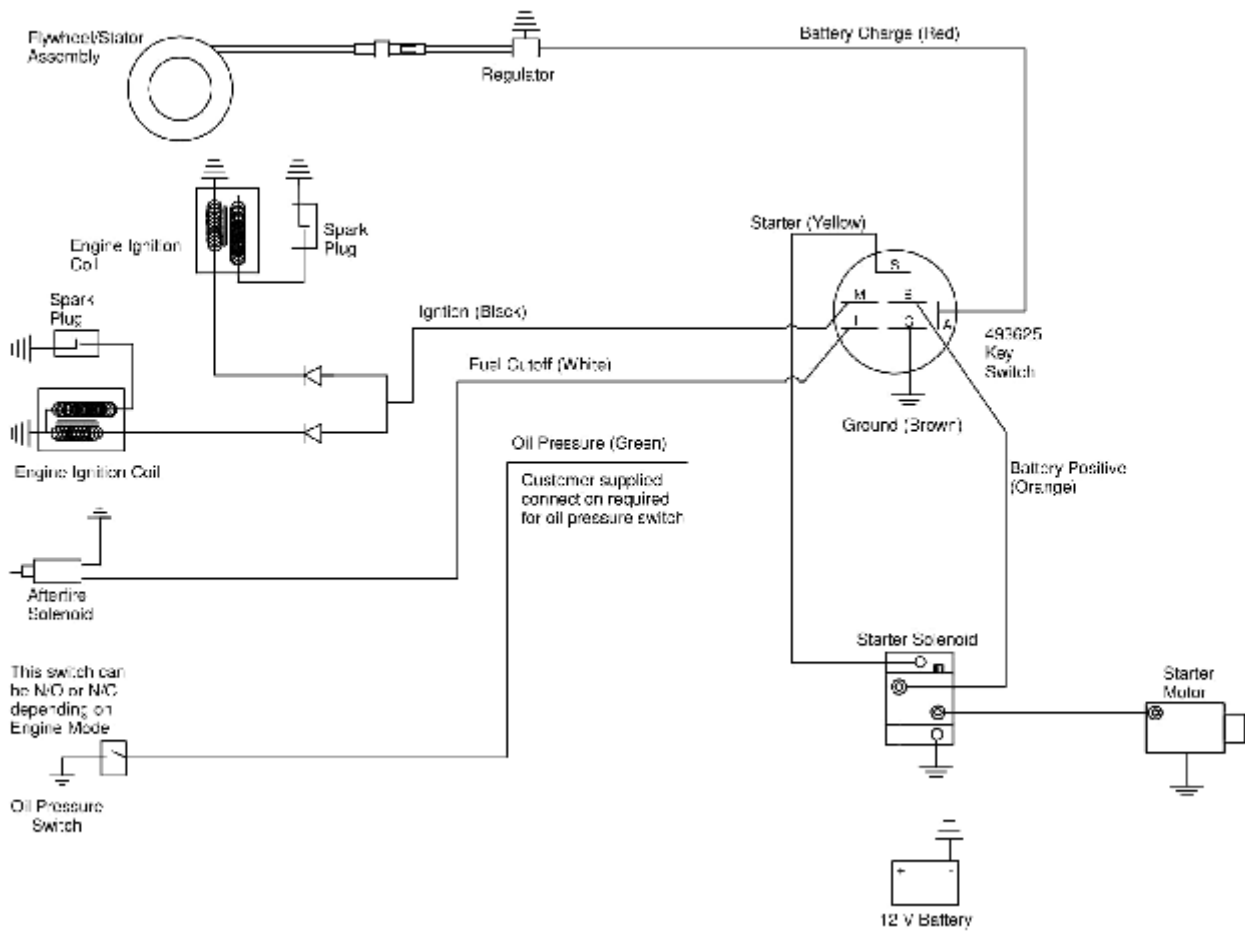 Flywheel/Stator
Assembly
Battery Charge (Red)
Regulator
Engine Ignition
Coil
Spark
Plug
Starter (Yellow)
S
M
B
I
G
A
493625
Key
Switch
Spark
Plug
Ignition (Black)
Fuel Cutoff (White)
Ground (Brown)
Engine Ignition Coil
Oil Pressure (Green)
Customer supplied
connection required
for oil pressure switch
Battery Positive
(Orange)
Afterfire
Solenoid
Starter Solenoid
This switch can
be N/O or N/C
depending on
Engine Mode
Starter
Motor
Oil Pressure
Switch
+ -
12 V Battery